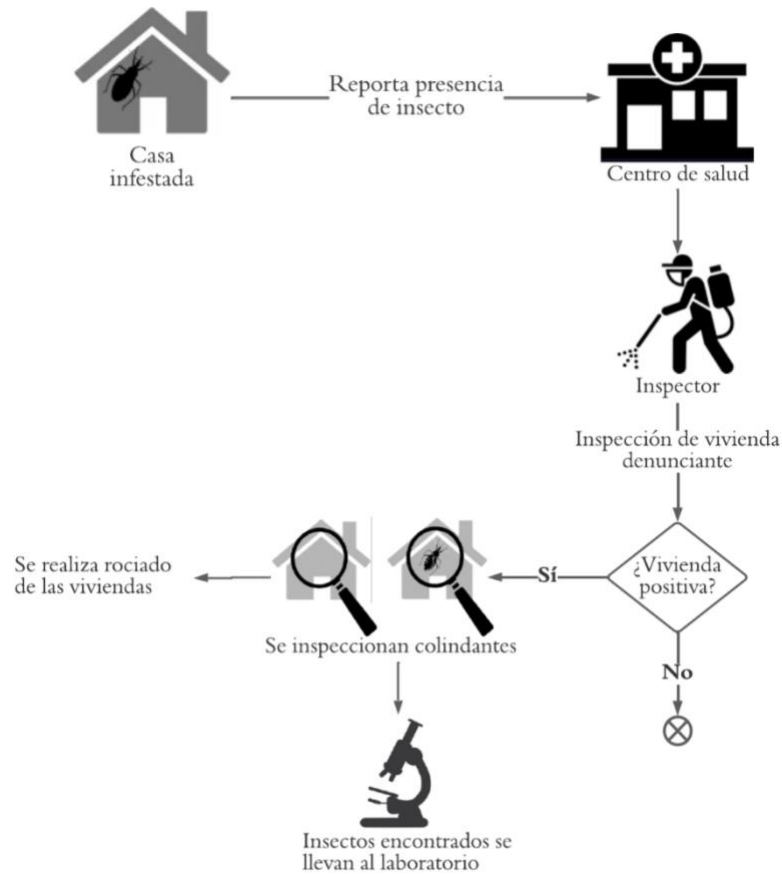 Reporta presencia
de insecto
Casa
infestada
Centro de salud
Inspector
Inspección de vivienda
denunciante
¿Vivienda
positiva?
Sí
No
Se inspeccionan colindantes
Se realiza rociado
de las viviendas
Insectos encontrados se
llevan al laboratorio